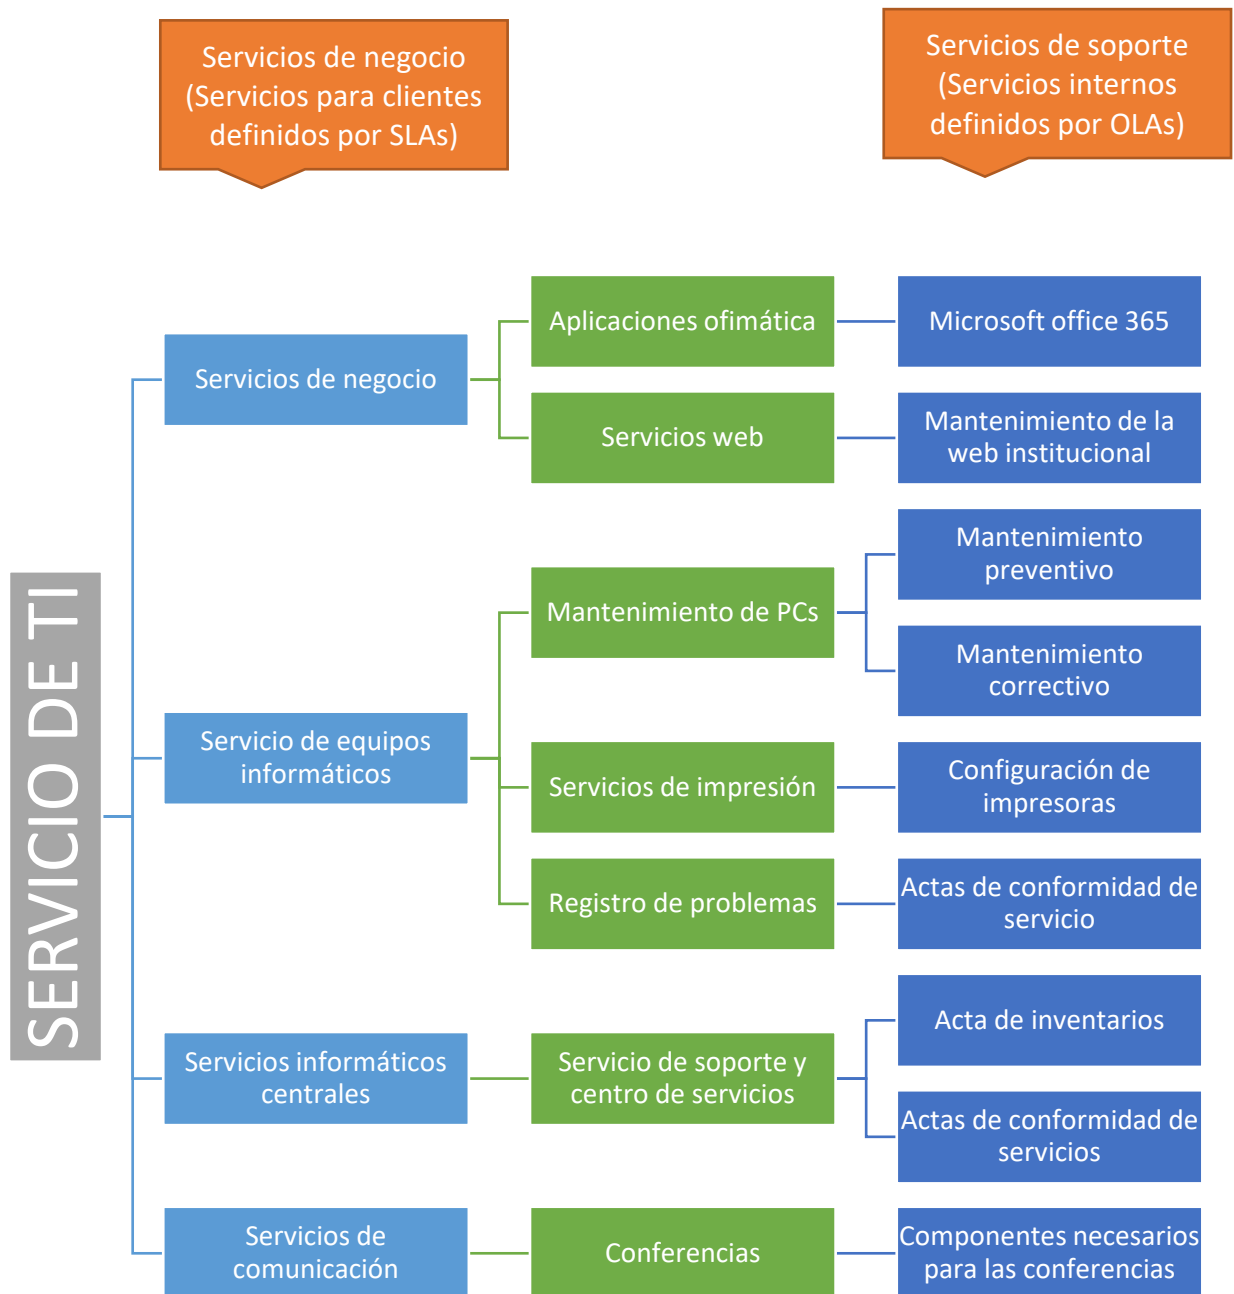 Servicios de negocio
(Servicios para clientes
definidos por SLAs)
Servicios de soporte
(Servicios internos
definidos por OLAs)
SERVICIO DE TI
Servicios de negocio
Aplicaciones ofimática
Microsoft office 365
Servicios web
Mantenimiento de la
web institucional
Servicio de equipos
informáticos
Mantenimiento de PCs
Mantenimiento
preventivo
Mantenimiento
correctivo
Servicios de impresión
Configuración de
impresoras
Registro de problemas
Actas de conformidad de
servicio
Servicios informáticos
centrales
Servicio de soporte y
centro de servicios
Acta de inventarios
Actas de conformidad de
servicios
Servicios de
comunicación
Conferencias
Componentes necesarios
para las conferencias